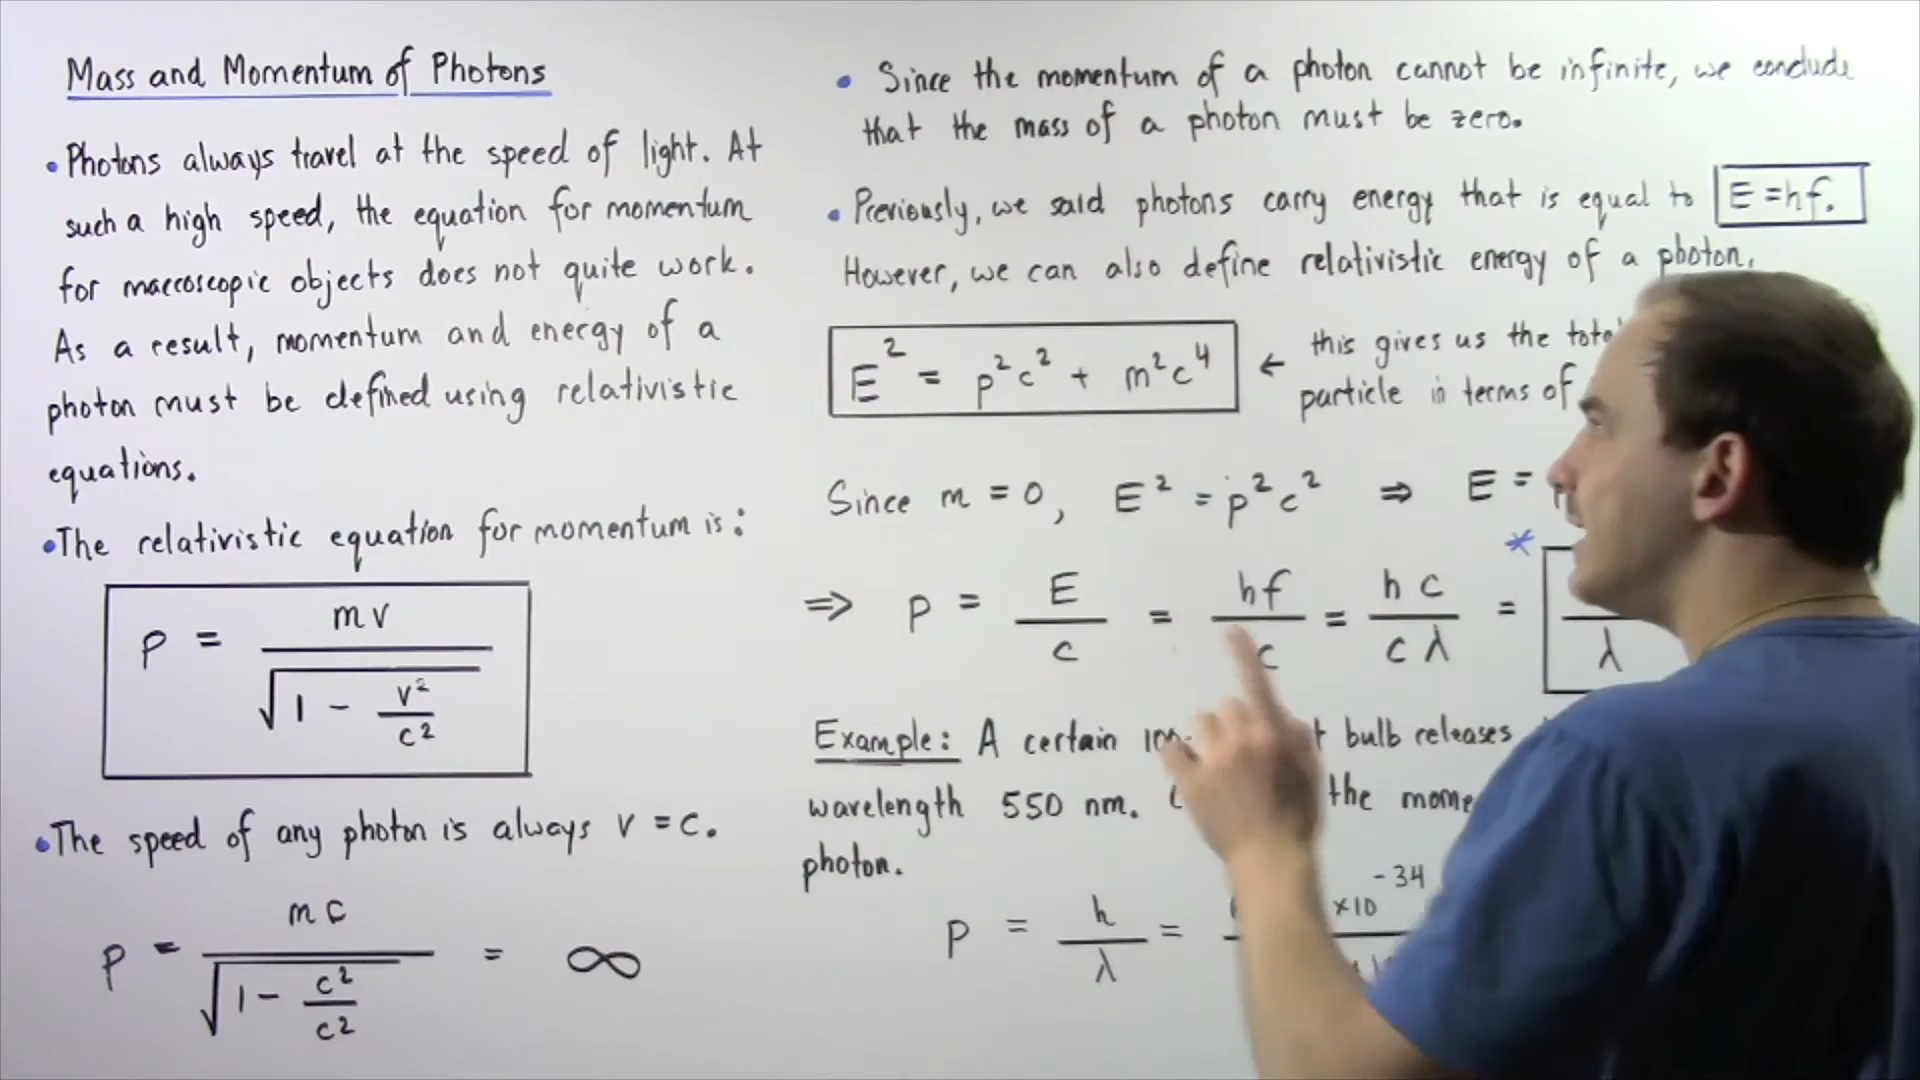 Mass and Momentum of Photons
• Photons always travel at the speed of light. At
such a high speed, the equation for momentum
for maccoscopic objects does not quite work.
As a result, momentum and energy of a
photon must be defined using relativistic
equations.
• The relativistic equation for momentum is:
p = mv / √(1 - v²/c²)
• The speed of any photon is always v = c.
p = mc / √(1 - c²/c²) = ∞
• Since the momentum of a photon cannot be infinite, we conclude
that the mass of a photon must be zero.
• Previously, we said photons carry energy that is equal to E = hf.
However, we can also define relativistic energy of a photon.
E² = p²c² + m²c⁴ ← this gives us the
particle in terms of
Since m = 0, E² = p²c² ⇒ E =
⇒ p = E/c = hf/c = hc/cλ = * λ
Example: A certain bulb releases
wavelength 550 nm. the
photon.
p = h/λ = ×10⁻³⁴